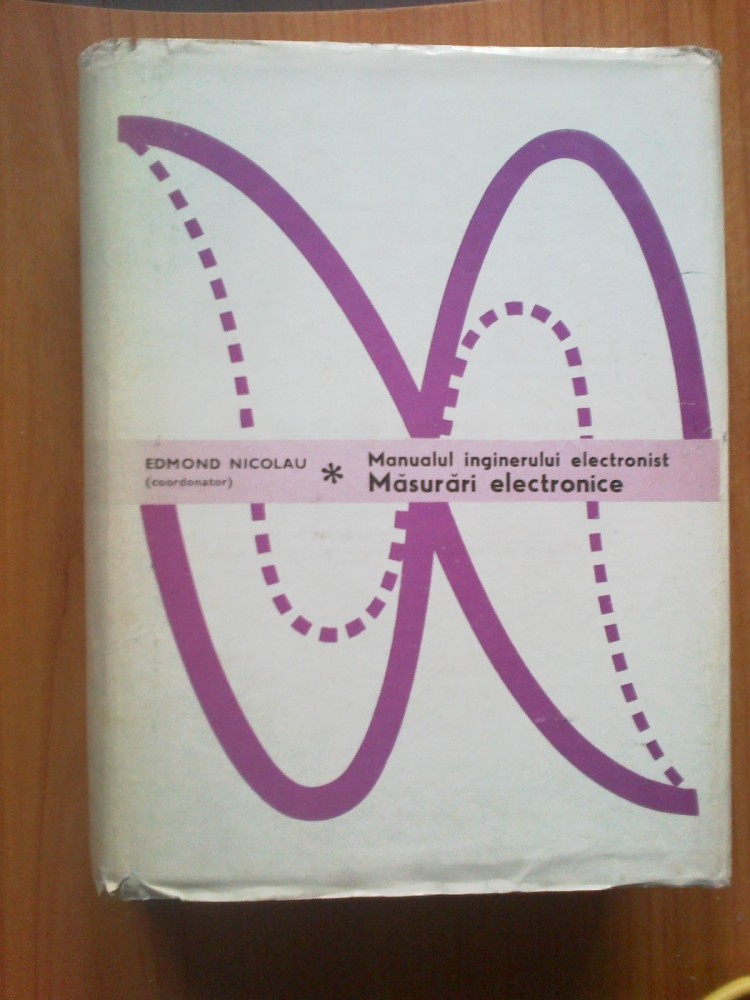 EDMOND NICOLAU
(coordonator)
*
Manualul inginerului electronist
Măsurări electronice